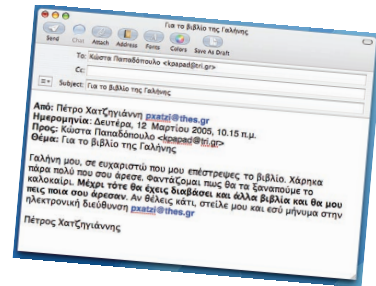 Για το βιβλίο της Γαλήνης
Send Chat Attach Address Fonts Colors Save As Draft
To: Κώστα Παπαδόπουλο <kpapad@tri.gr>
Cc:
Subject: Για το βιβλίο της Γαλήνης
Από: Πέτρο Χατζηγιάννη pxatzi@thes.gr
Ημερομηνία: Δευτέρα, 12 Μαρτίου 2005, 10.15 π.μ.
Προς: Κώστα Παπαδόπουλο <kpapad@tri.gr>
Θέμα: Για το βιβλίο της Γαλήνης
Γαλήνη μου, σε ευχαριστώ που μου επέστρεψες το βιβλίο. Χάρηκα
πάρα πολύ που σου άρεσε. Φαντάζομαι πως θα τα ξαναπούμε το
καλοκαίρι. Μέχρι τότε θα έχεις διαβάσει και άλλα βιβλία και θα μου
πεις ποια σου άρεσαν. Αν θέλεις κάτι, στείλε μου και εσύ μήνυμα στην
ηλεκτρονική διεύθυνση pxatzi@thes.gr
Πέτρος Χατζηγιάννης